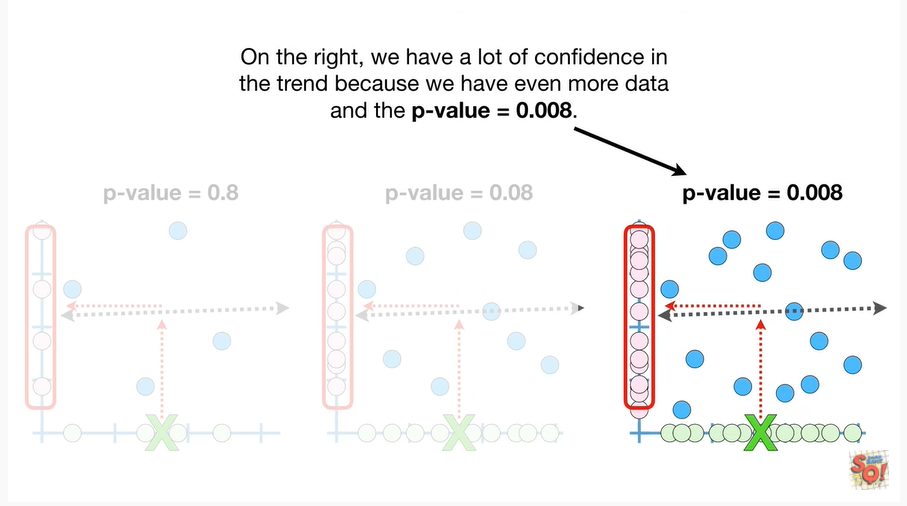 On the right, we have a lot of confidence in
the trend because we have even more data
and the p-value = 0.008.
p-value = 0.8
p-value = 0.08
p-value = 0.008
X
X
X
SQ!